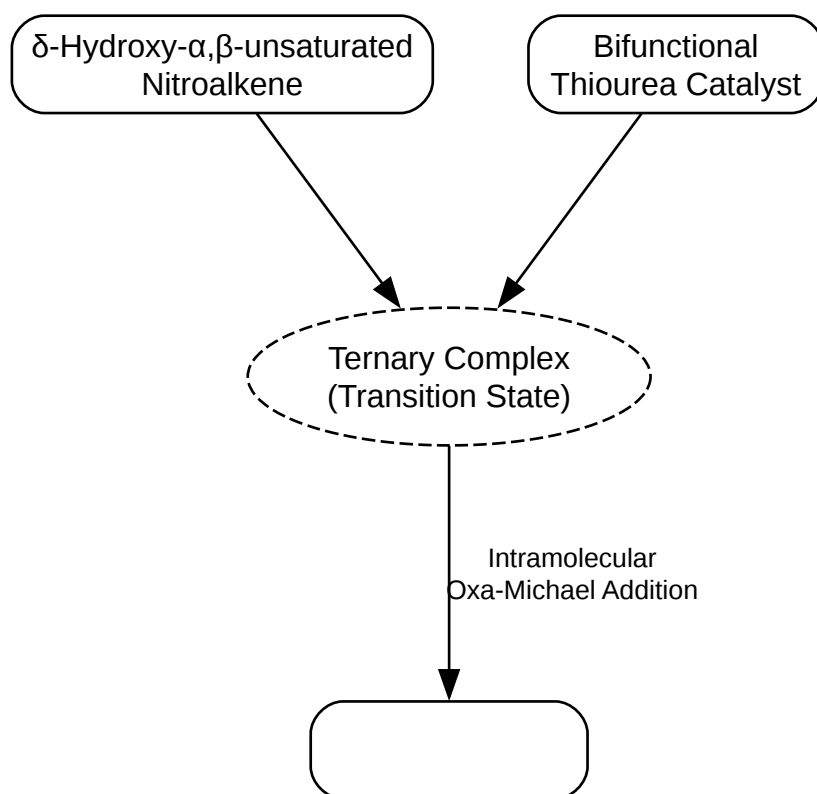 δ-Hydroxy-α,β-unsaturated
Nitroalkene
Bifunctional
Thiourea Catalyst
Ternary Complex
(Transition State)
Intramolecular
Oxa-Michael Addition